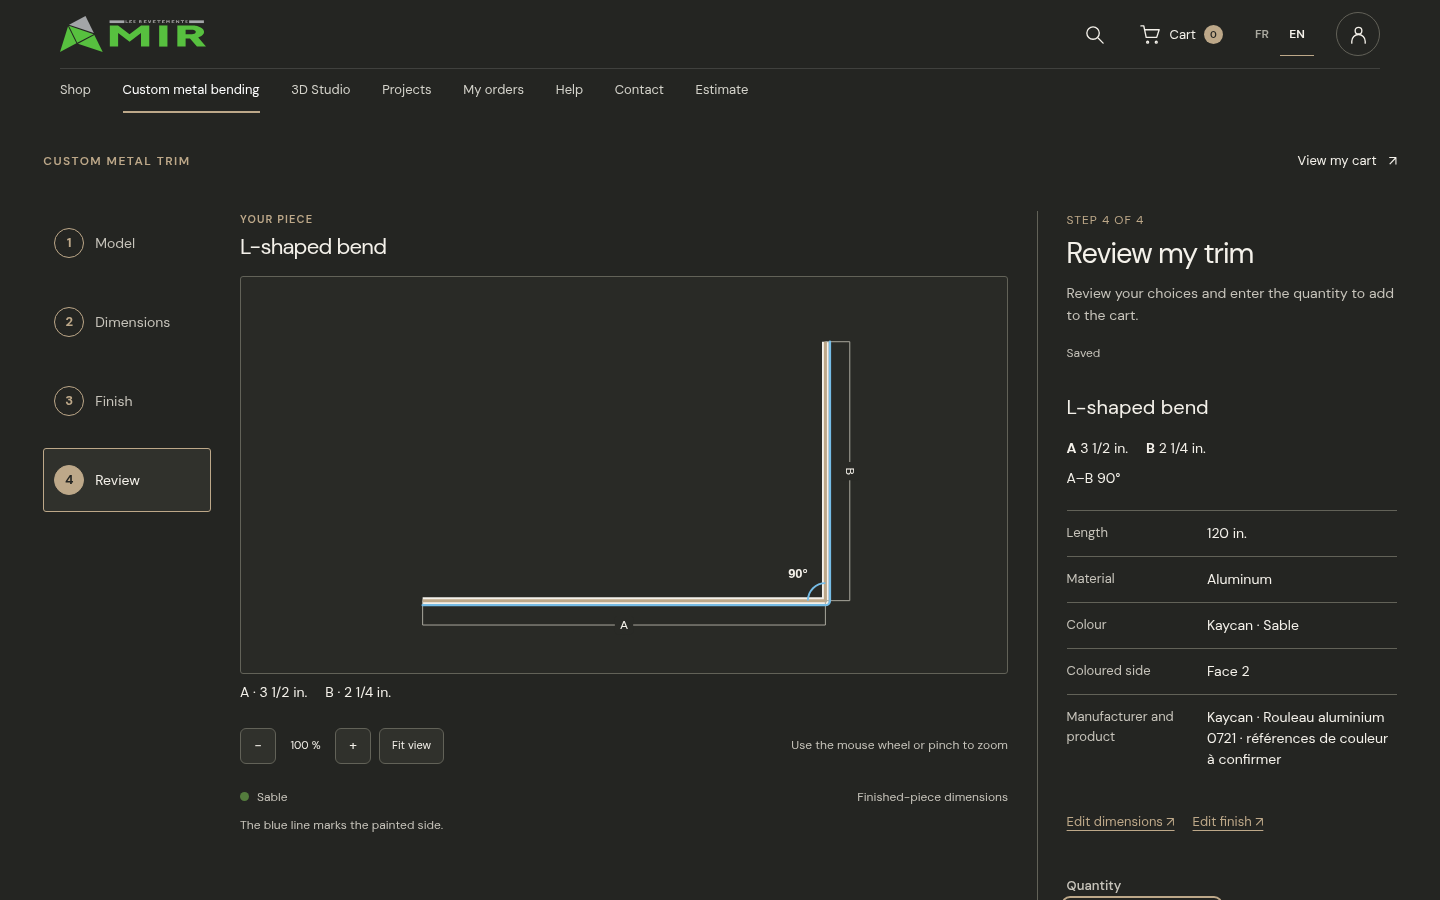 LES REVÊTEMENTS
MIR
Cart 0
FR EN
Shop Custom metal bending 3D Studio Projects My orders Help Contact Estimate
CUSTOM METAL TRIM
View my cart
1 Model
2 Dimensions
3 Finish
4 Review
YOUR PIECE
L-shaped bend
B
90°
A
A · 3 1/2 in. B · 2 1/4 in.
− 100 % + Fit view
Use the mouse wheel or pinch to zoom
Sable
Finished-piece dimensions
The blue line marks the painted side.
STEP 4 OF 4
Review my trim
Review your choices and enter the quantity to add
to the cart.
Saved
L-shaped bend
A 3 1/2 in. B 2 1/4 in.
A–B 90°
Length 120 in.
Material Aluminum
Colour Kaycan · Sable
Coloured side Face 2
Manufacturer and
product
Kaycan · Rouleau aluminium
0721 · références de couleur
à confirmer
Edit dimensions Edit finish
Quantity